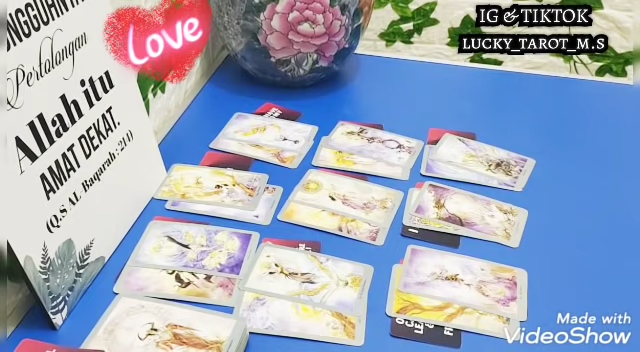 Pertolongan
Allah itu
AMAT DEKAT.
(Q.S AL-Baqarah:214)
Love
IG & TIKTOK
LUCKY_TAROT_M.S
Made with
VideoShow